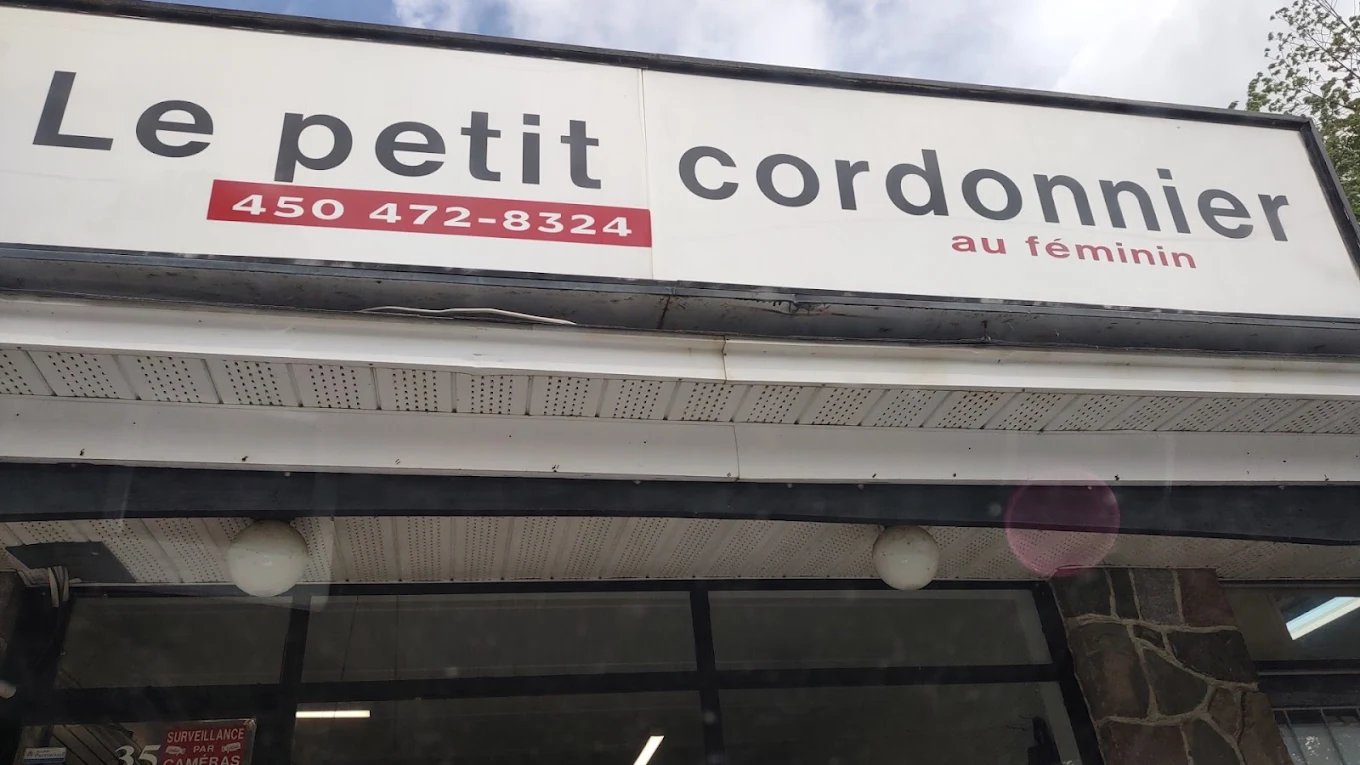 Le petit cordonnier
450 472-8324
au féminin
35
SURVEILLANCE
PAR
CAMÉRAS